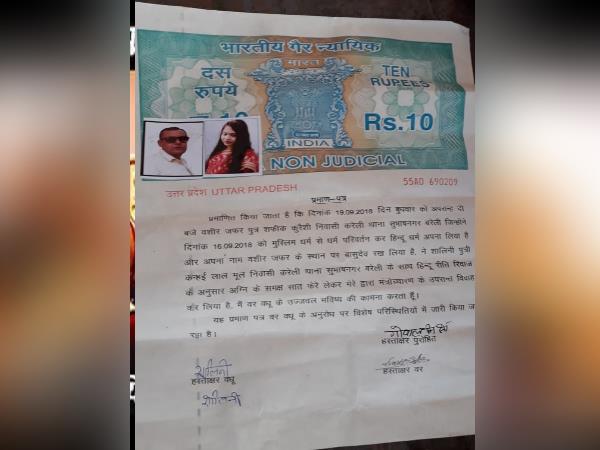 भारतीय गैर न्यायिक
भारत
दस
रुपये
TEN
RUPEES
Rs.10
INDIA
NON JUDICIAL
उत्तर प्रदेश UTTAR PRADESH
55AD 690209
प्रमाण-पत्र
प्रमाणित किया जाता है कि दिनांक 19.09.2018 दिन बुधवार को अपरान्ह दो
बजे वशीर जफर पुत्र शफीक कुरैशी निवासी करेली थाना सुभाषनगर बरेली जिन्होंने
दिनांक 16.09.2018 को मुस्लिम धर्म से धर्म परिवर्तन कर हिन्दू धर्म अपना लिया है
और अपना नाम वशीर जफर के स्थान पर बासुदेव रख लिया है, ने शालिनी पुत्री
कन्हई लाल मूल निवासी करेली थाना सुभाषनगर बरेली के साथ हिन्दू रीति रिवाज
के अनुसार अग्नि के समक्ष सात फेरे लेकर मेरे द्वारा मंत्रोच्चारण के उपरान्त विवाह
कर लिया है, मैं वर वधू के उज्जवल भविष्य की कामना करता हूँ।
यह प्रमाण पत्र वर वधू के अनुरोध पर विशेष परिस्थितियों में जारी किया ज
रहा है।
हस्ताक्षर पुरोहित
शालिनी
हस्ताक्षर वधू
हस्ताक्षर वर
शालिनी